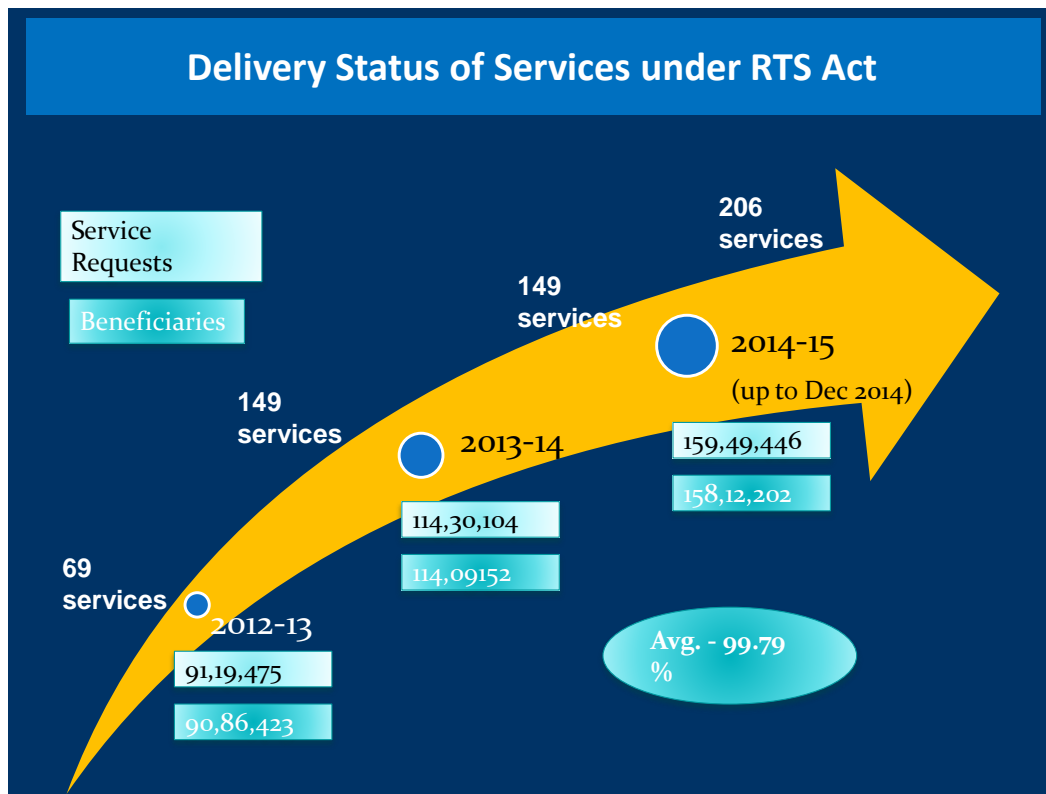 Delivery Status of Services under RTS Act
Service
Requests
Beneficiaries
206
services
149
services
2014-15
(up to Dec 2014)
159,49,446
158,12,202
149
services
2013-14
114,30,104
114,09152
69
services
2012-13
91,19,475
90,86,423
Avg. - 99.79
%